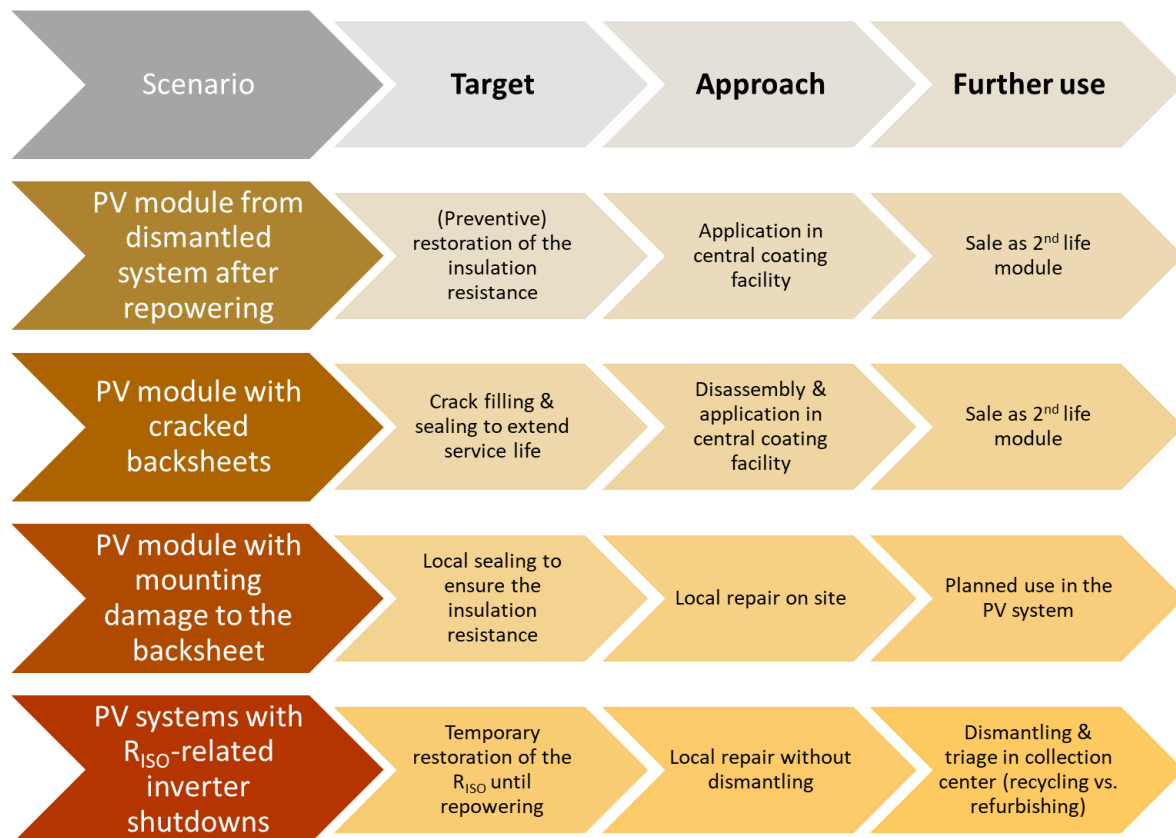 Scenario
Target
Approach
Further use
PV module from
dismantled
system after
repowering
(Preventive)
restoration of the
insulation
resistance
Application in
central coating
facility
Sale as 2nd life
module
PV module with
cracked
backsheets
Crack filling &
sealing to extend
service life
Disassembly &
application in
central coating
facility
Sale as 2nd life
module
PV module with
mounting
damage to the
backsheet
Local sealing to
ensure the
insulation
resistance
Local repair on site
Planned use in the
PV system
PV systems with
RISO-related
inverter
shutdowns
Temporary
restoration of the
RISO until
repowering
Local repair without
dismantling
Dismantling &
triage in collection
center (recycling vs.
refurbishing)